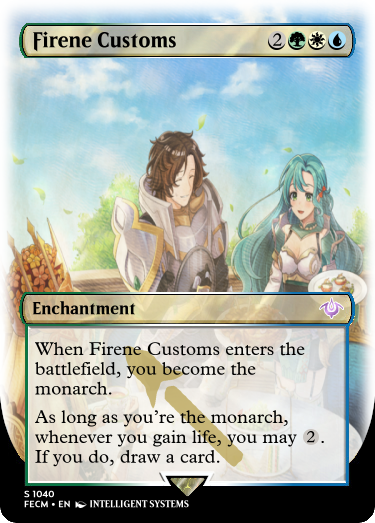 Firene Customs 2
Enchantment
When Firene Customs enters the
battlefield, you become the
monarch.
As long as you're the monarch,
whenever you gain life, you may 2.
If you do, draw a card.
S 1040
FECM • EN INTELLIGENT SYSTEMS